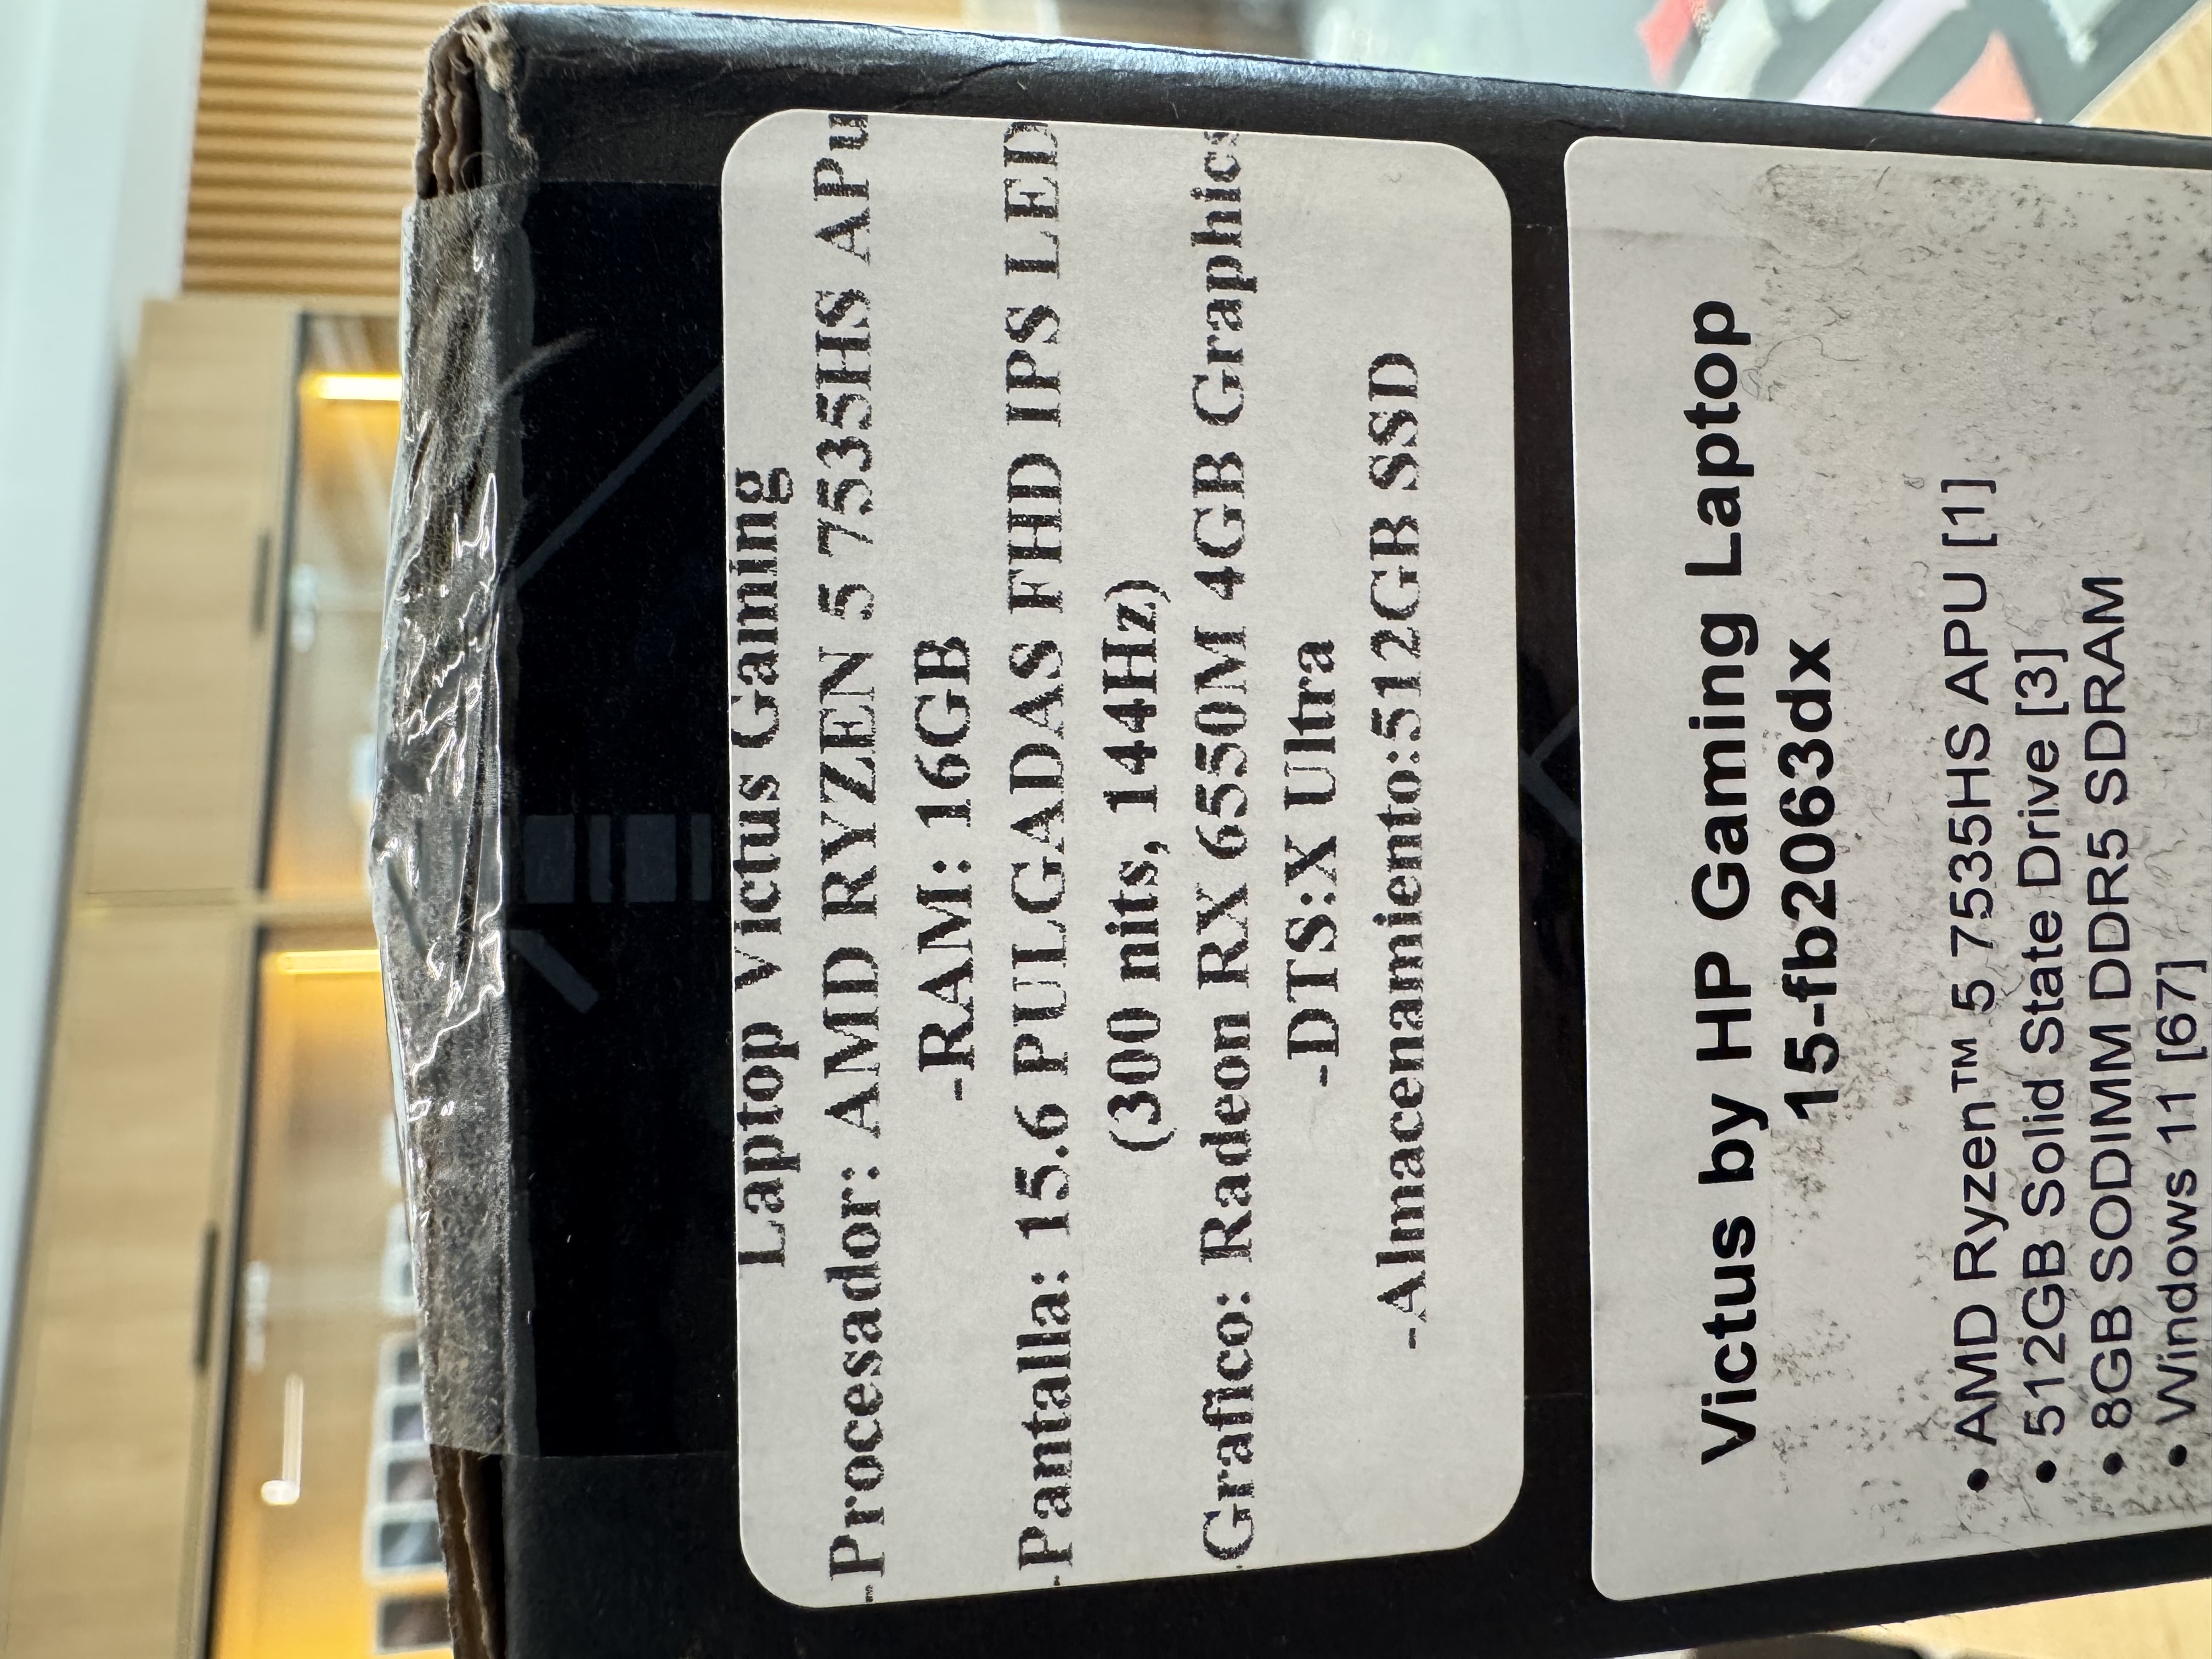 Laptop Victus Gaming
-Procesador: AMD RYZEN 5 7535HS APu
-RAM: 16GB
-Pantalla: 15.6 PULGADAS FHD IPS LED
(300 nits, 144Hz)
Grafico: Radeon RX 6550M 4GB Graphics
-DTS:X Ultra
-Almacenamiento:512GB SSD
Victus by HP Gaming Laptop
15-fb2063dx
• AMD Ryzen™ 5 7535HS APU [1]
• 512GB Solid State Drive [3]
• 8GB SODIMM DDR5 SDRAM
• Windows 11 [67]